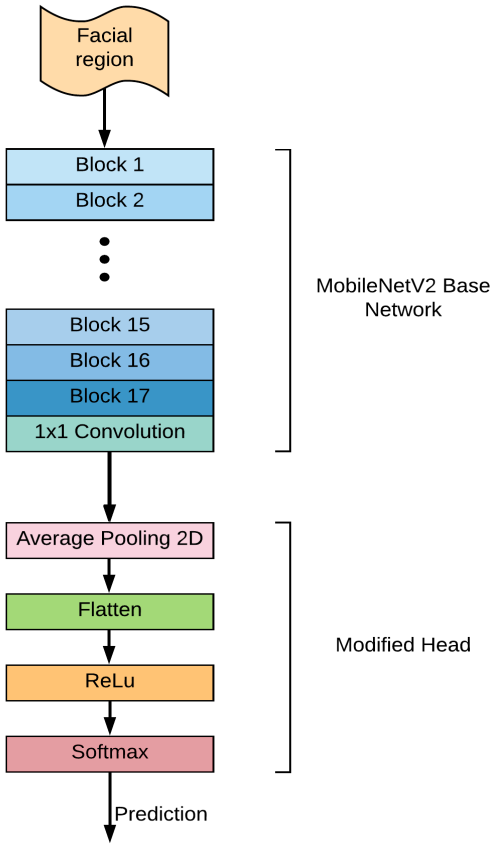 Facial
region
Block 1
Block 2
Block 15
Block 16
Block 17
1x1 Convolution
MobileNetV2 Base
Network
Average Pooling 2D
Flatten
ReLu
Softmax
Modified Head
Prediction